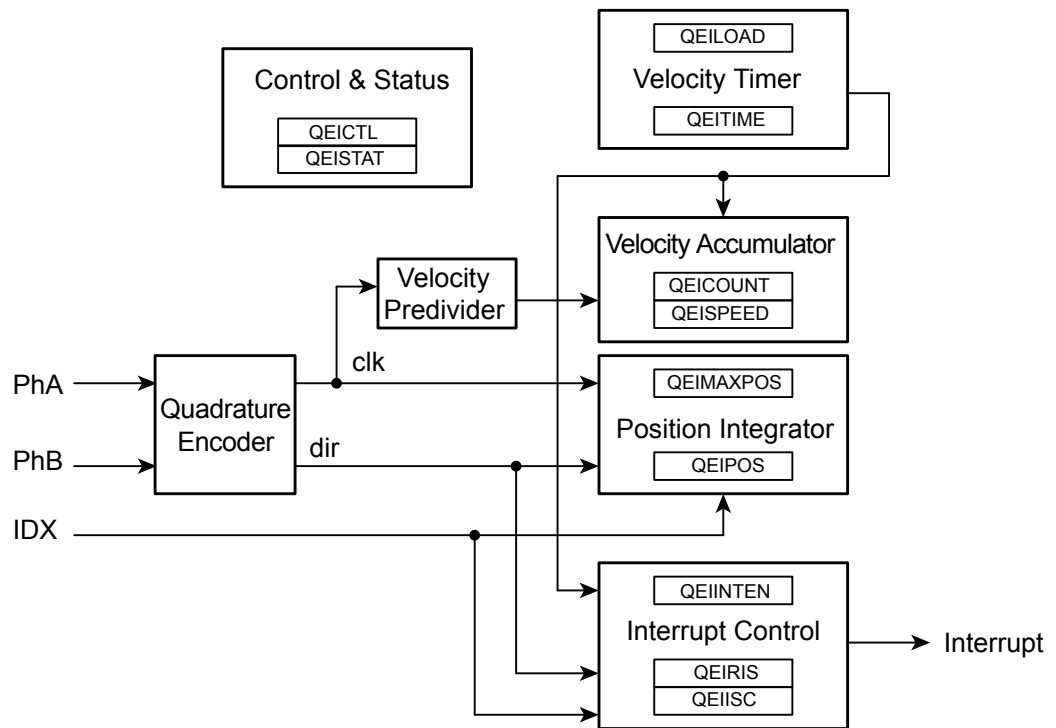 QEILOAD
Control & Status
Velocity Timer
QEICTL
QEITIME
QEISTAT
Velocity Accumulator
Velocity
Predivider
QEICOUNT
QEISPEED
clk
PhA
QEIMAXPOS
Quadrature
Encoder
Position Integrator
dir
PhB
QEIPOS
IDX
QEIINTEN
Interrupt Control
Interrupt
QEIRIS
QEIISC